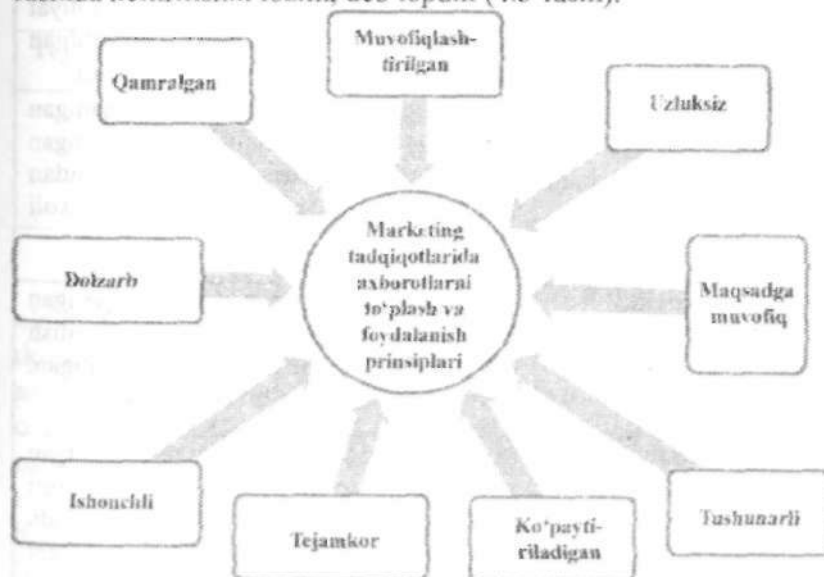 Muvofiqlash-
tirilgan
Qamralgan
Uzluksiz
Marketing
tadqiqotlarida
axborotlarni
to‘plash va
foydalanish
prinsiplari
Dolzarb
Maqsadga
muvofiq
Ishonchli
Tejamkor
Ko‘payti-
riladigan
Tushunarli